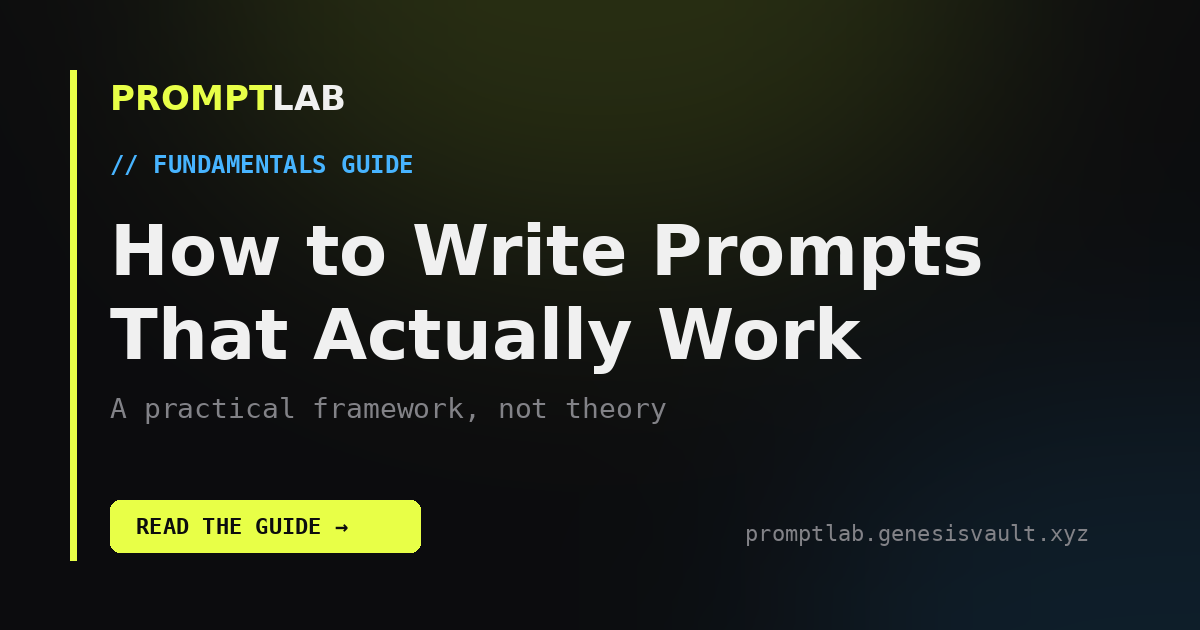 PROMPTLAB
// FUNDAMENTALS GUIDE
How to Write Prompts
That Actually Work
A practical framework, not theory
READ THE GUIDE →
promptlab.genesisvault.xyz